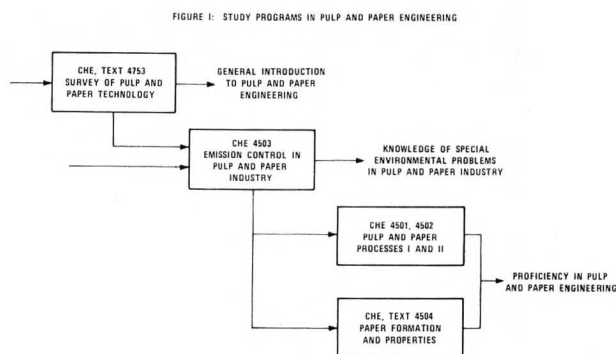 FIGURE I: STUDY PROGRAMS IN PULP AND PAPER ENGINEERING
CHE, TEXT 4753
SURVEY OF PULP AND
PAPER TECHNOLOGY
GENERAL INTRODUCTION
TO PULP AND PAPER
ENGINEERING
CHE 4503
EMISSION CONTROL IN
PULP AND PAPER
INDUSTRY
KNOWLEDGE OF SPECIAL
ENVIRONMENTAL PROBLEMS
IN PULP AND PAPER INDUSTRY
CHE 4501, 4502
PULP AND PAPER
PROCESSES I AND II
PROFICIENCY IN PULP
AND PAPER ENGINEERING
CHE, TEXT 4504
PAPER FORMATION
AND PROPERTIES